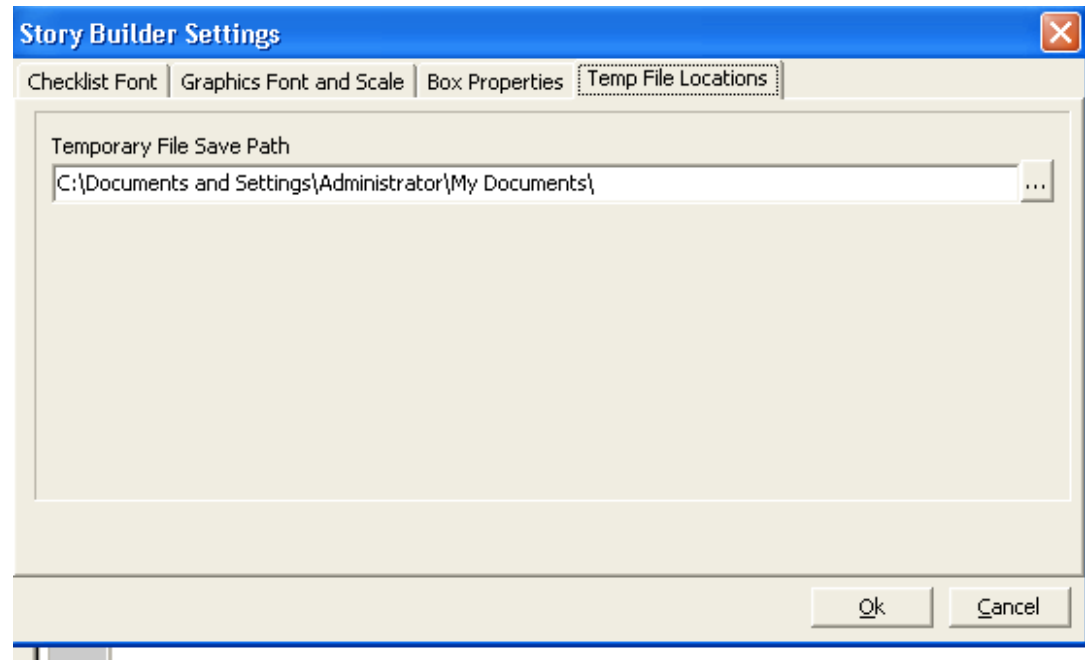 Story Builder Settings
Checklist Font Graphics Font and Scale Box Properties Temp File Locations
Temporary File Save Path
C:\Documents and Settings\Administrator\My Documents\ ...
Ok Cancel